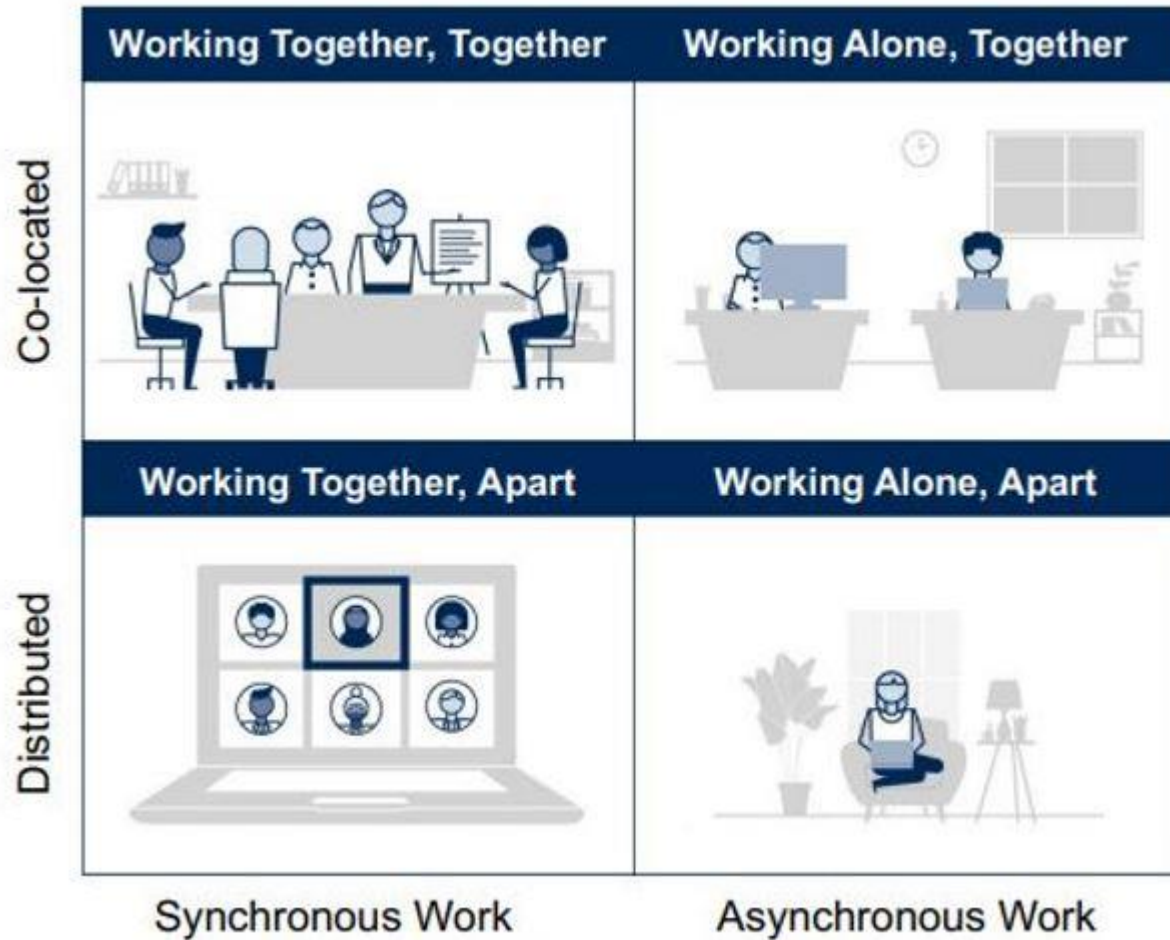 Working Together, Together
Working Alone, Together
Co-located
Working Together, Apart
Working Alone, Apart
Distributed
Synchronous Work
Asynchronous Work